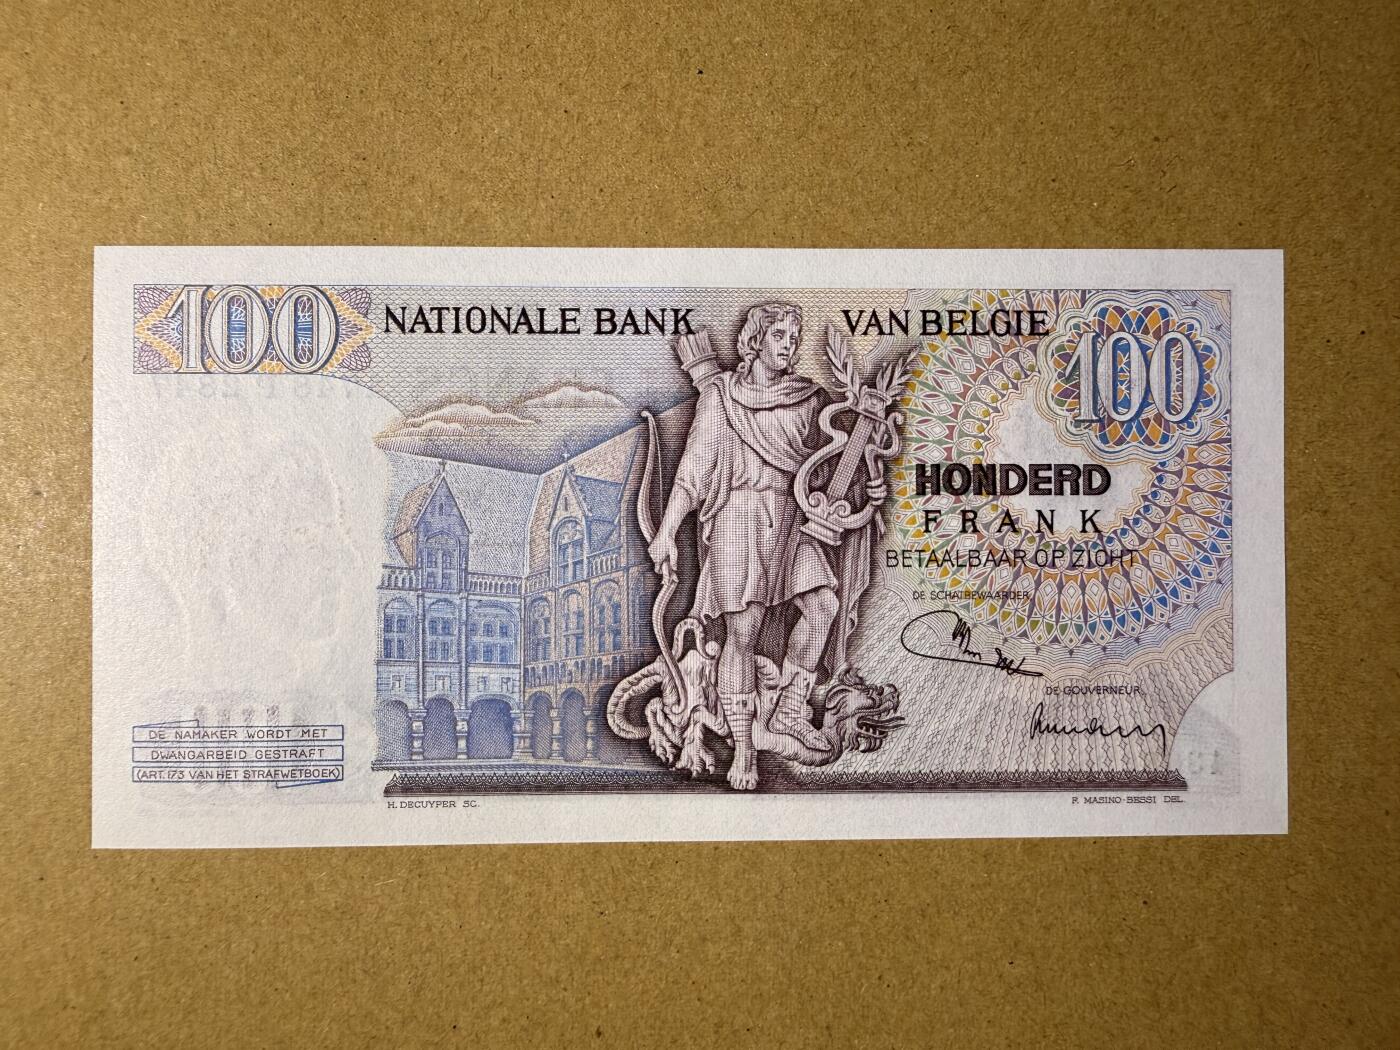 100 NATIONALE BANK VAN BELGIE 100
HONDERD
FRANK
BETAALBAAR OP ZICHT
DE SCHATBEWAARDER
DE GOUVERNEUR
DE NAMAKER WORDT MET
DWANGARBEID GESTRAFT
(ART. 173 VAN HET STRAFWETBOEK)
H. DECUYPER SC.
F. MASINO-BESSI DEL.